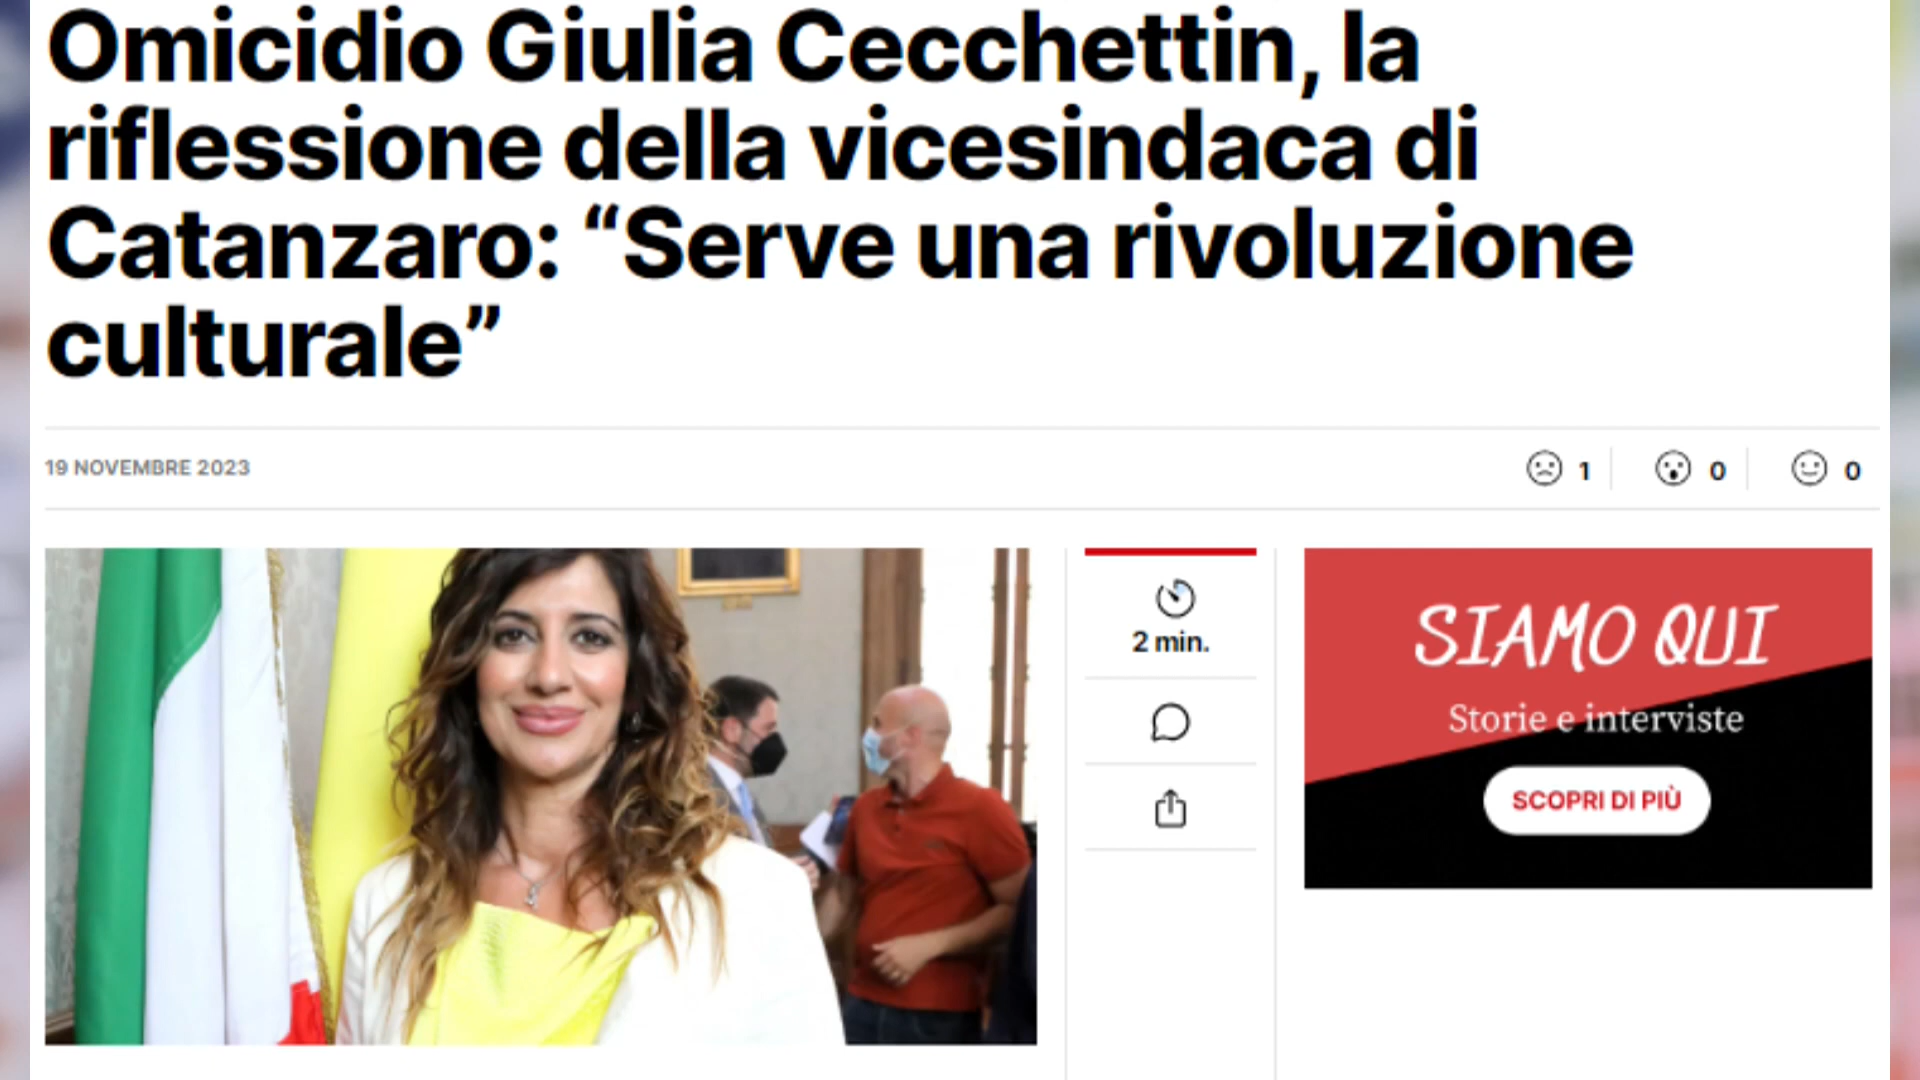 Omicidio Giulia Cecchettin, la
riflessione della vicesindaca di
Catanzaro: “Serve una rivoluzione
culturale”
19 NOVEMBRE 2023
1
0
0
2 min.
SIAMO QUI
Storie e interviste
SCOPRI DI PIÙ